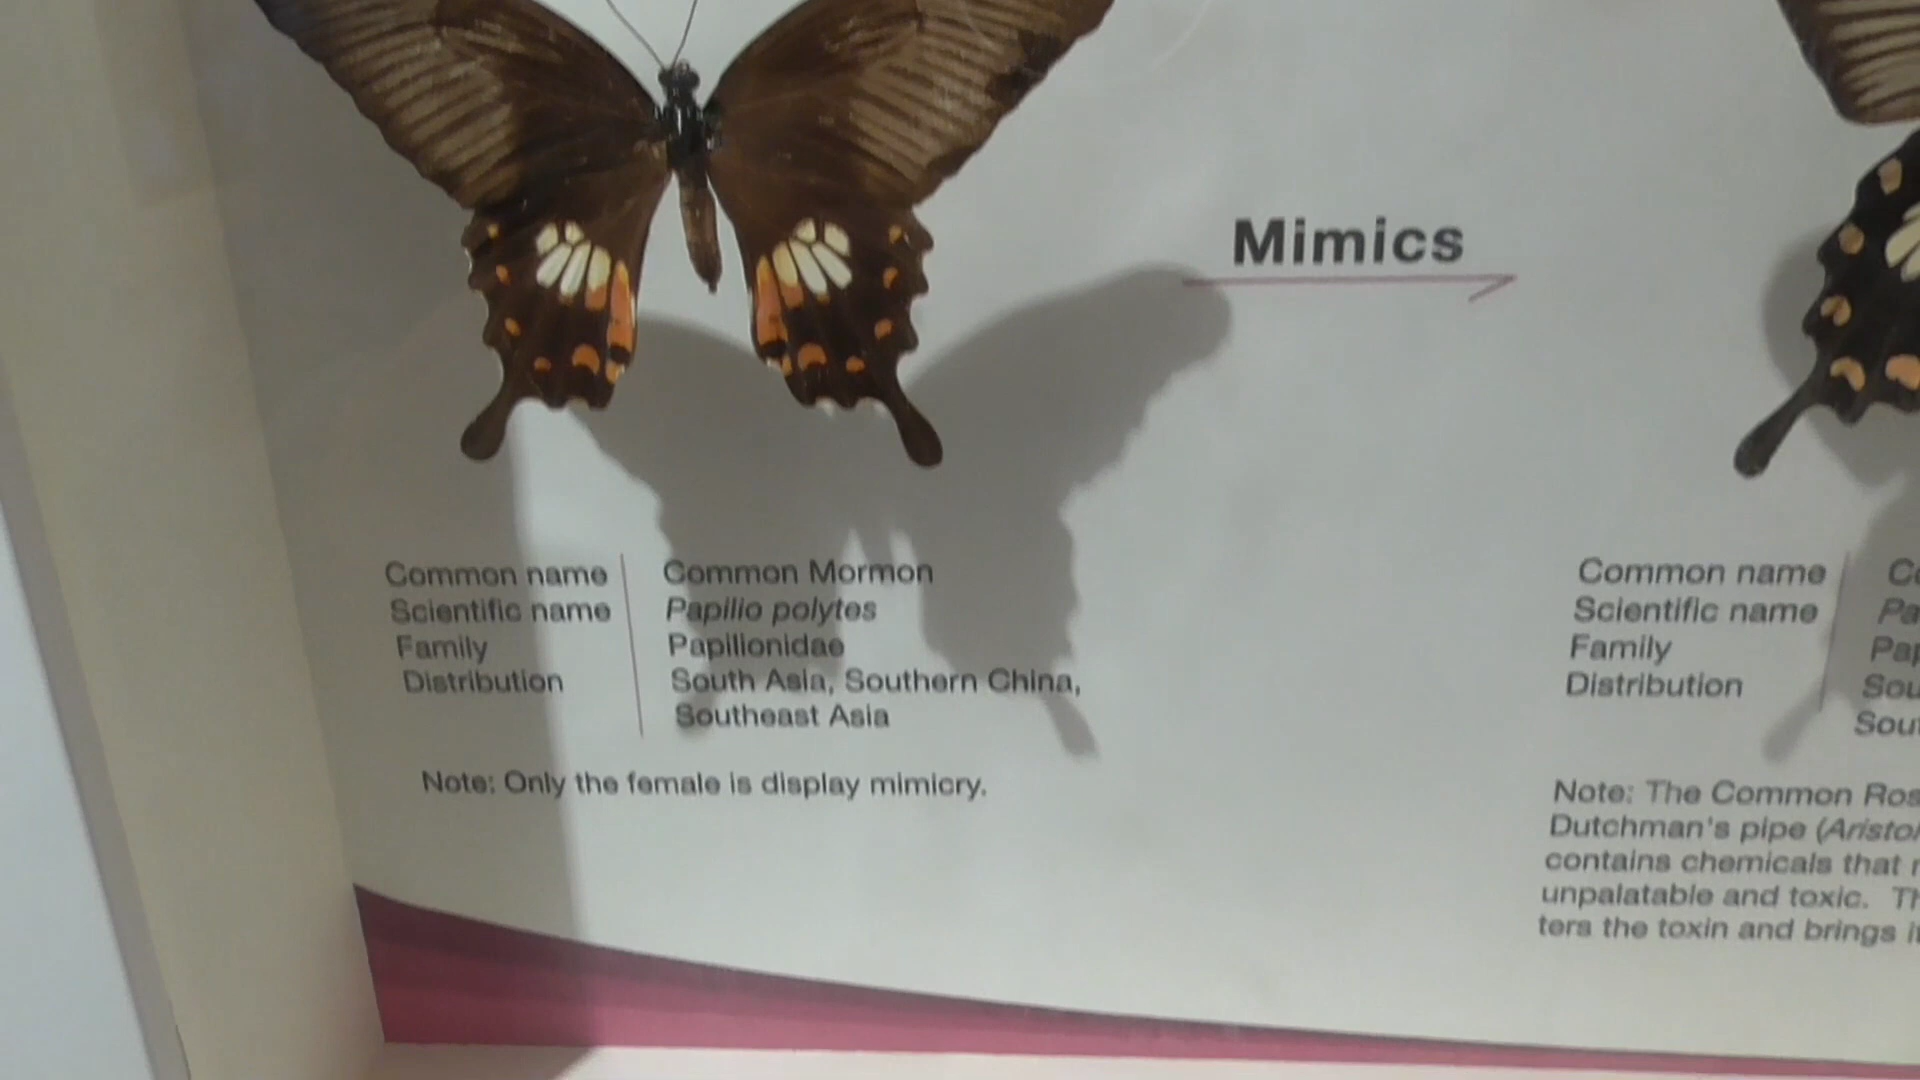 Mimics
Common name Common Mormon
Scientific name Papilio polytes
Family Papilionidae
Distribution South Asia, Southern China,
Southeast Asia
Note: Only the female is display mimicry.
Common name
Scientific name
Family
Distribution
Note: The Common
Dutchman's pipe
contains chemicals that
unpalatable and toxic.
ters the toxin and brings